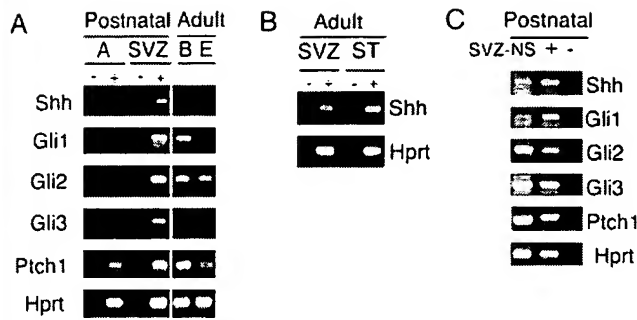 A
Postnatal Adult
A SVZ B E
- + - +
Shh
Gli1
Gli2
Gli3
Ptch1
Hprt
B
Adult
SVZ ST
- + - +
Shh
Hprt
C
Postnatal
SVZ-NS + -
Shh
Gli1
Gli2
Gli3
Ptch1
Hprt